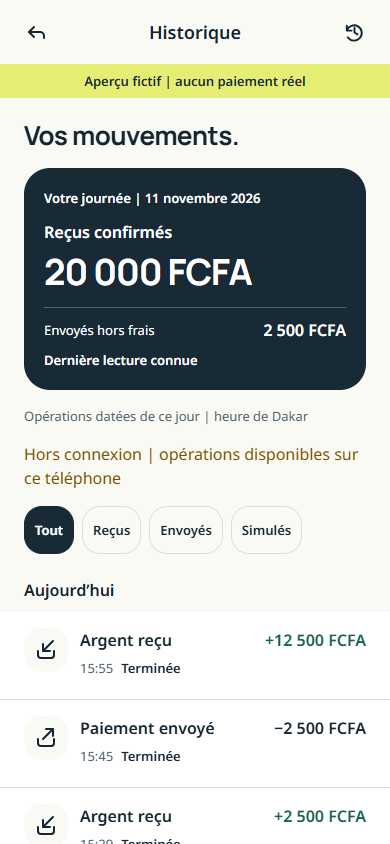 Historique
Aperçu fictif | aucun paiement réel
Vos mouvements.
Votre journée | 11 novembre 2026
Reçus confirmés
20 000 FCFA
Envoyés hors frais 2 500 FCFA
Dernière lecture connue
Opérations datées de ce jour | heure de Dakar
Hors connexion | opérations disponibles sur
ce téléphone
Tout Reçus Envoyés Simulés
Aujourd’hui
Argent reçu +12 500 FCFA
15:55 Terminée
Paiement envoyé −2 500 FCFA
15:45 Terminée
Argent reçu +2 500 FCFA
15:29 Terminée